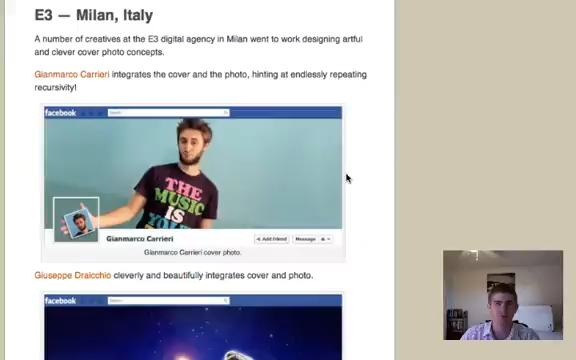 E3 — Milan, Italy
A number of creatives at the E3 digital agency in Milan went to work designing artful
and clever cover photo concepts.
Gianmarco Carrieri integrates the cover and the photo, hinting at endlessly repeating
recursivity!
facebook
Search
THE
MUSIC
IS
Gianmarco Carrieri
Add friend
Message
Gianmarco Carrieri cover photo.
Giuseppe Draicchio cleverly and beautifully integrates cover and photo.
facebook
Search